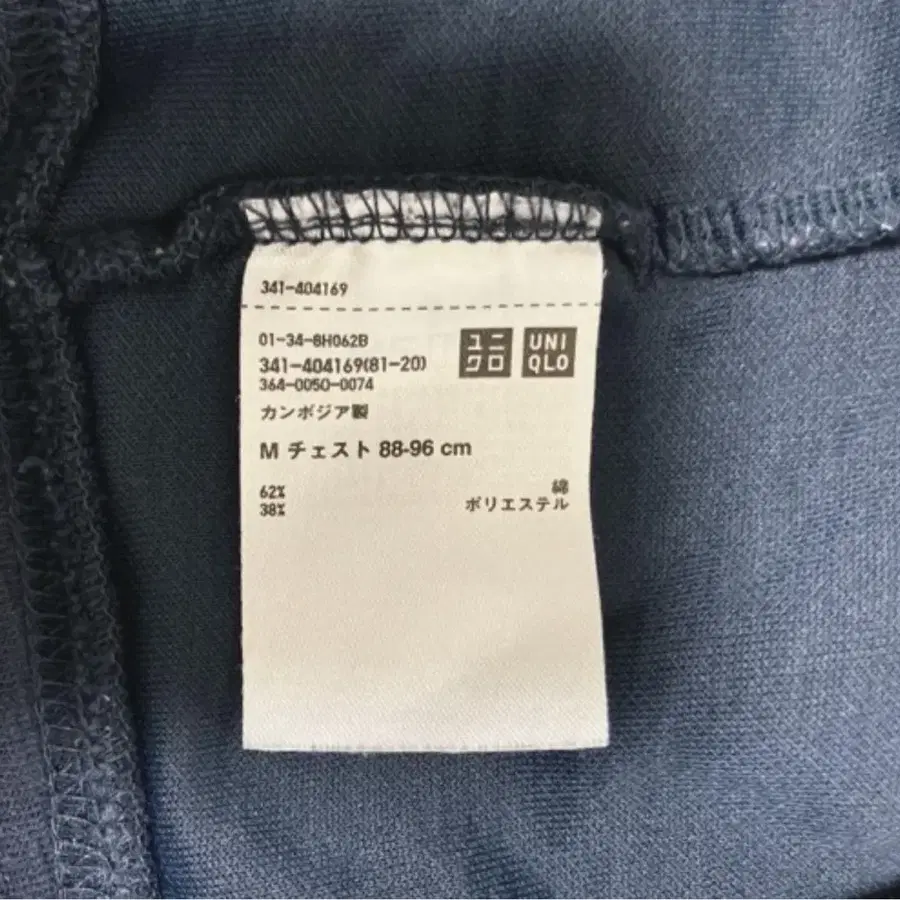 341-404169
01-34-8H062B
341-404169(81-20)
364-0050-0074
ユニ
クロ
UNI
QLO
カンボジア製
M チェスト 88-96 cm
62% 綿
38% ポリエステル